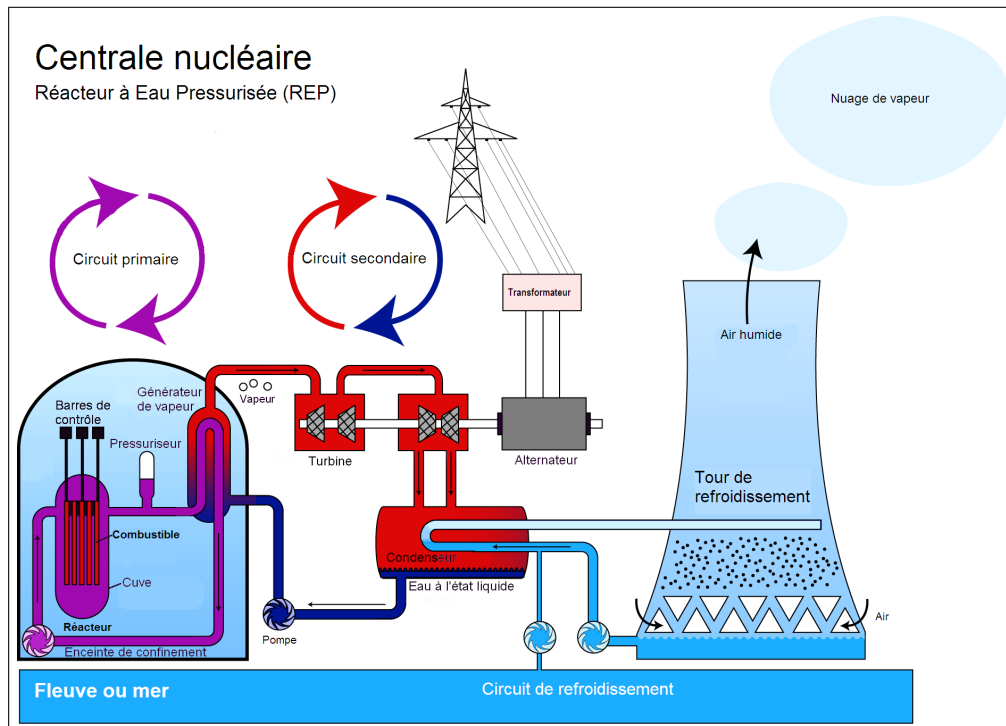 Centrale nucléaire
Réacteur à Eau Pressurisée (REP)
Nuage de vapeur
Circuit primaire
Circuit secondaire
Transformateur
Air humide
Générateur
de vapeur
Vapeur
Barres de
contrôle
Pressuriseur
Turbine
Alternateur
Tour de
refroidissement
Combustible
Cuve
Réacteur
Enceinte de confinement
Eau à l'état liquide
Pompe
Air
Fleuve ou mer
Circuit de refroidissement